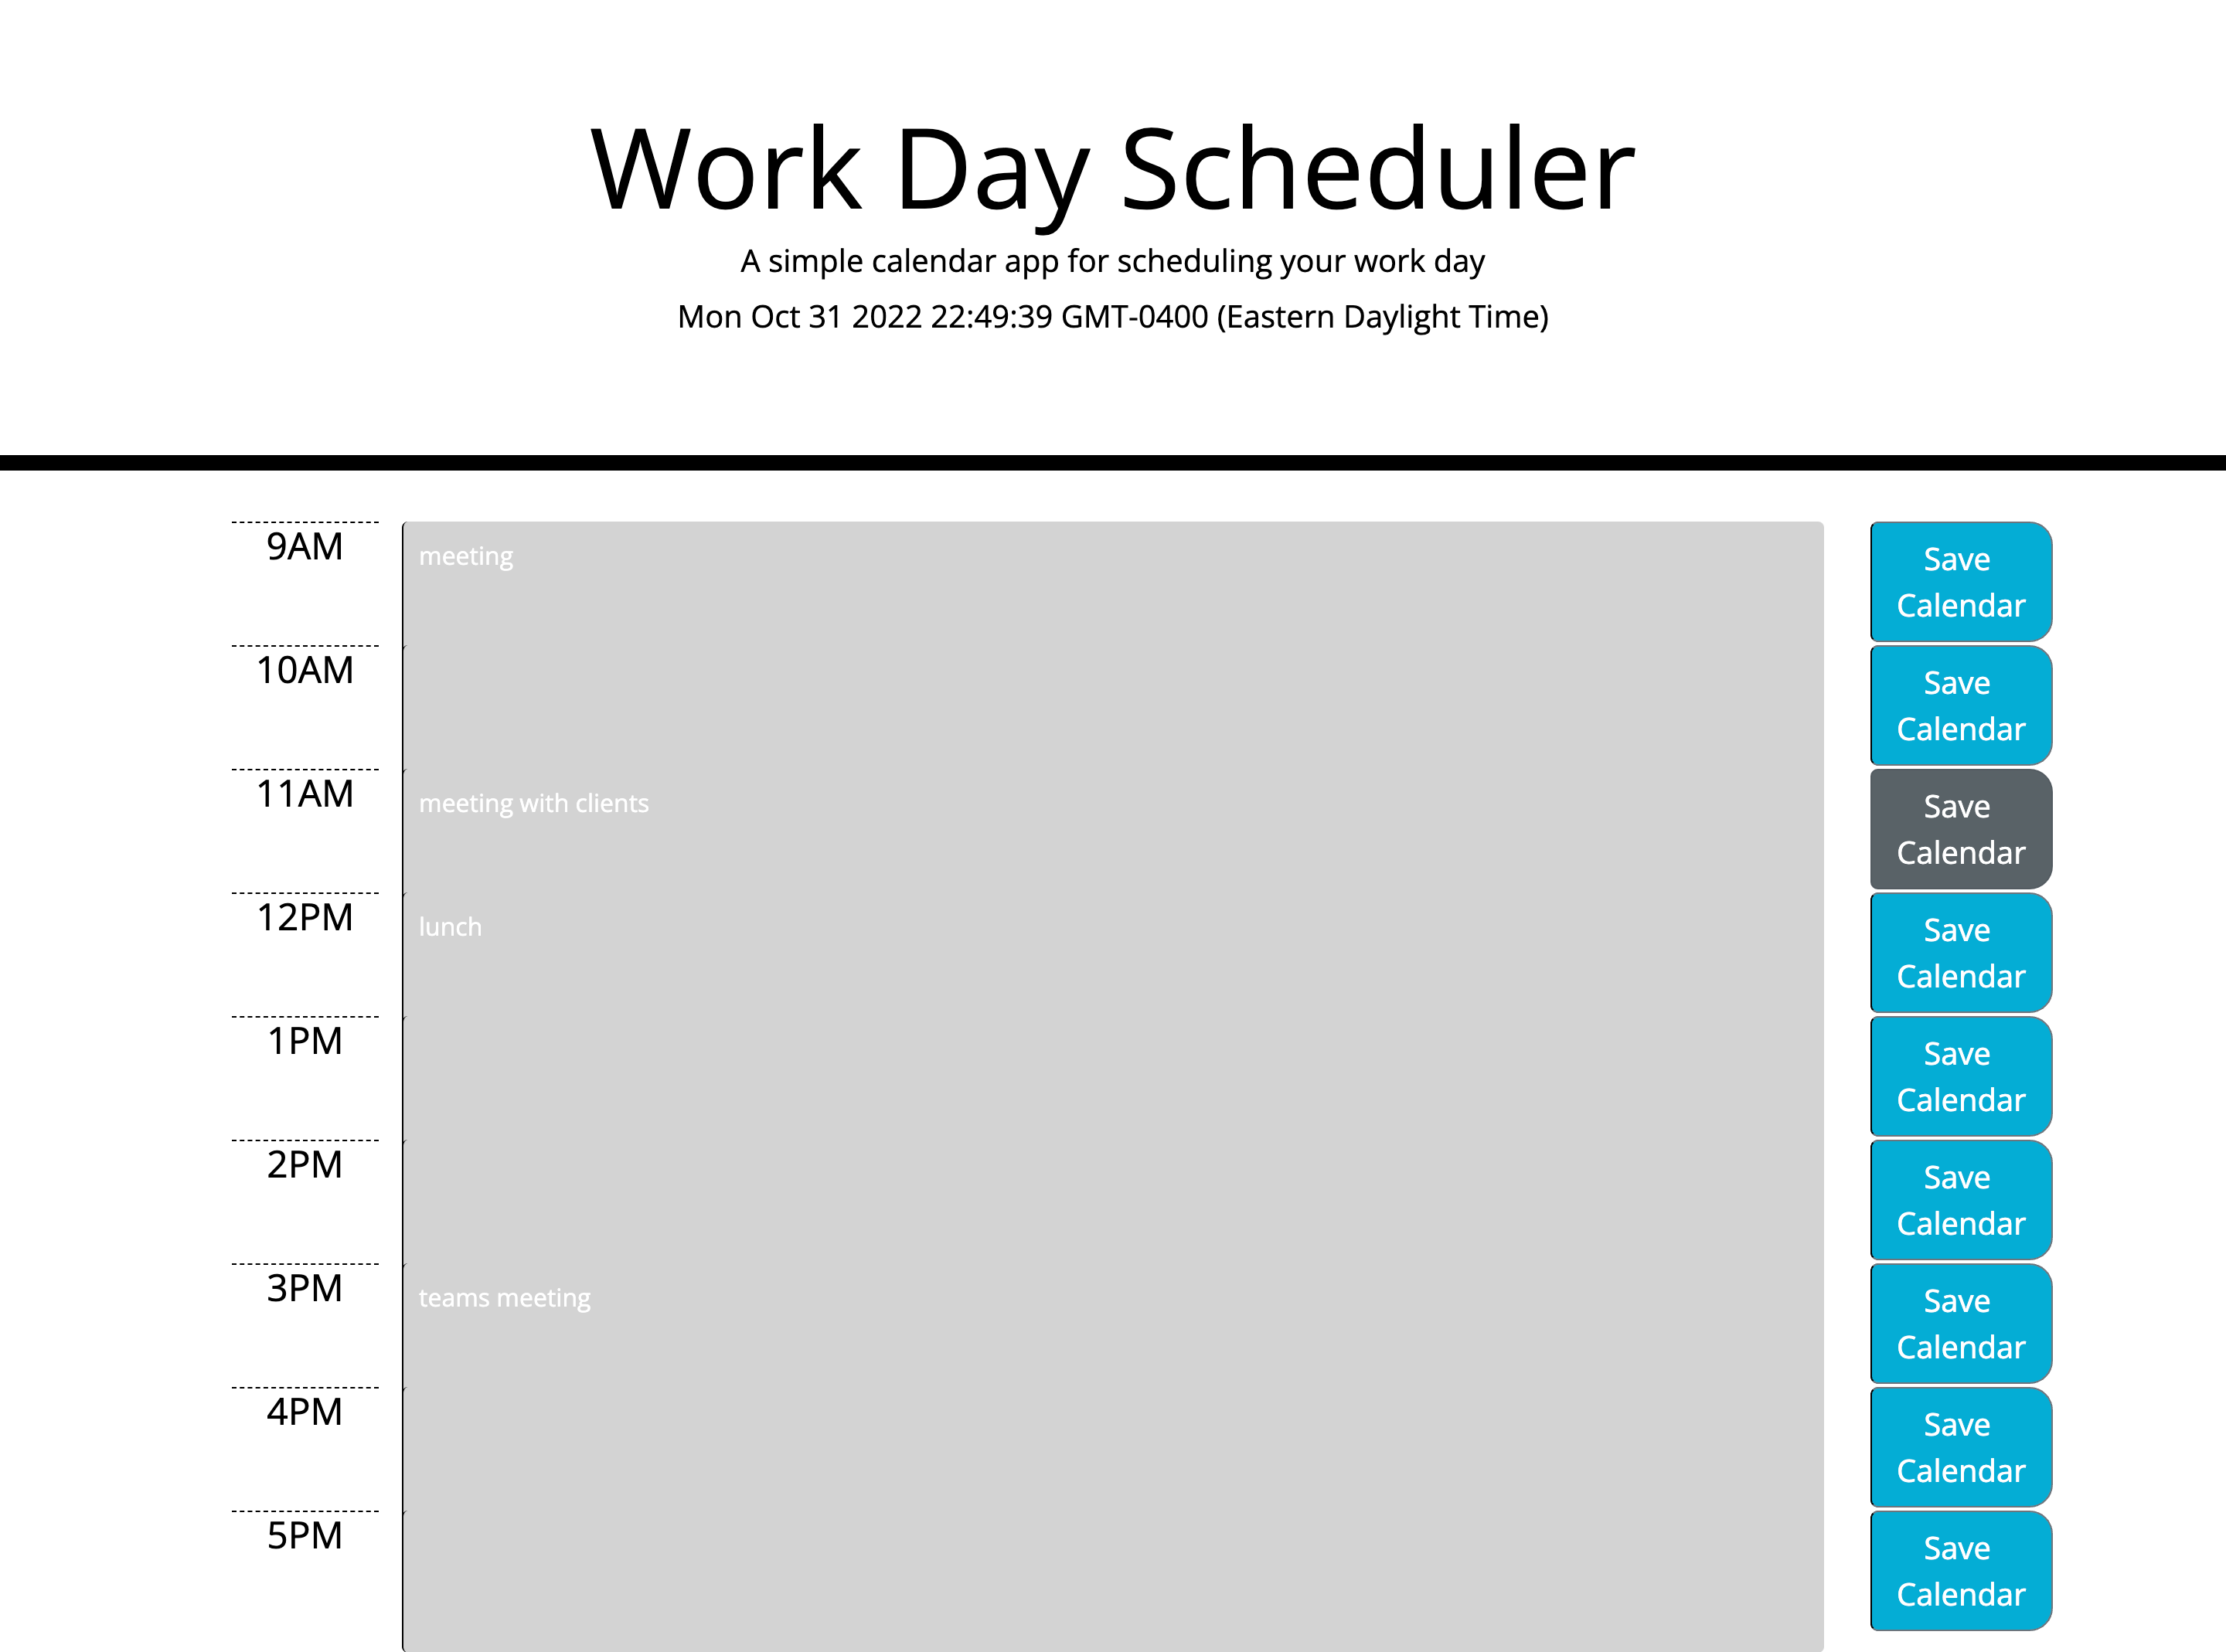 Work Day Scheduler
A simple calendar app for scheduling your work day
Mon Oct 31 2022 22:49:39 GMT-0400 (Eastern Daylight Time)
9AM
meeting
Save
Calendar
10AM
Save
Calendar
11AM
meeting with clients
Save
Calendar
12PM
lunch
Save
Calendar
1PM
Save
Calendar
2PM
Save
Calendar
3PM
teams meeting
Save
Calendar
4PM
Save
Calendar
5PM
Save
Calendar